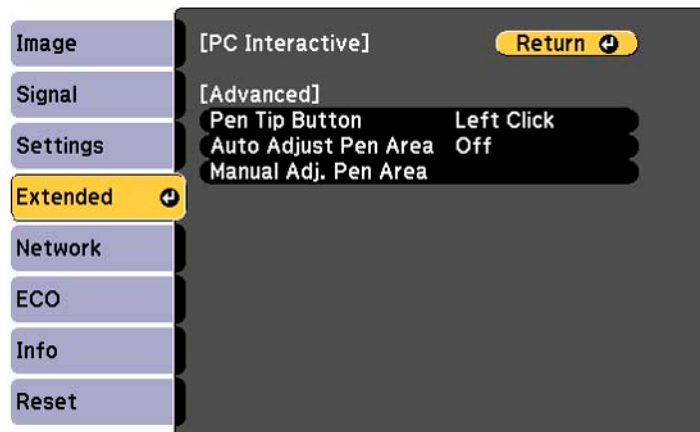 Image
Signal
Settings
Extended
Network
ECO
Info
Reset
[PC Interactive]
Return
[Advanced]
Pen Tip Button Left Click
Auto Adjust Pen Area Off
Manual Adj. Pen Area